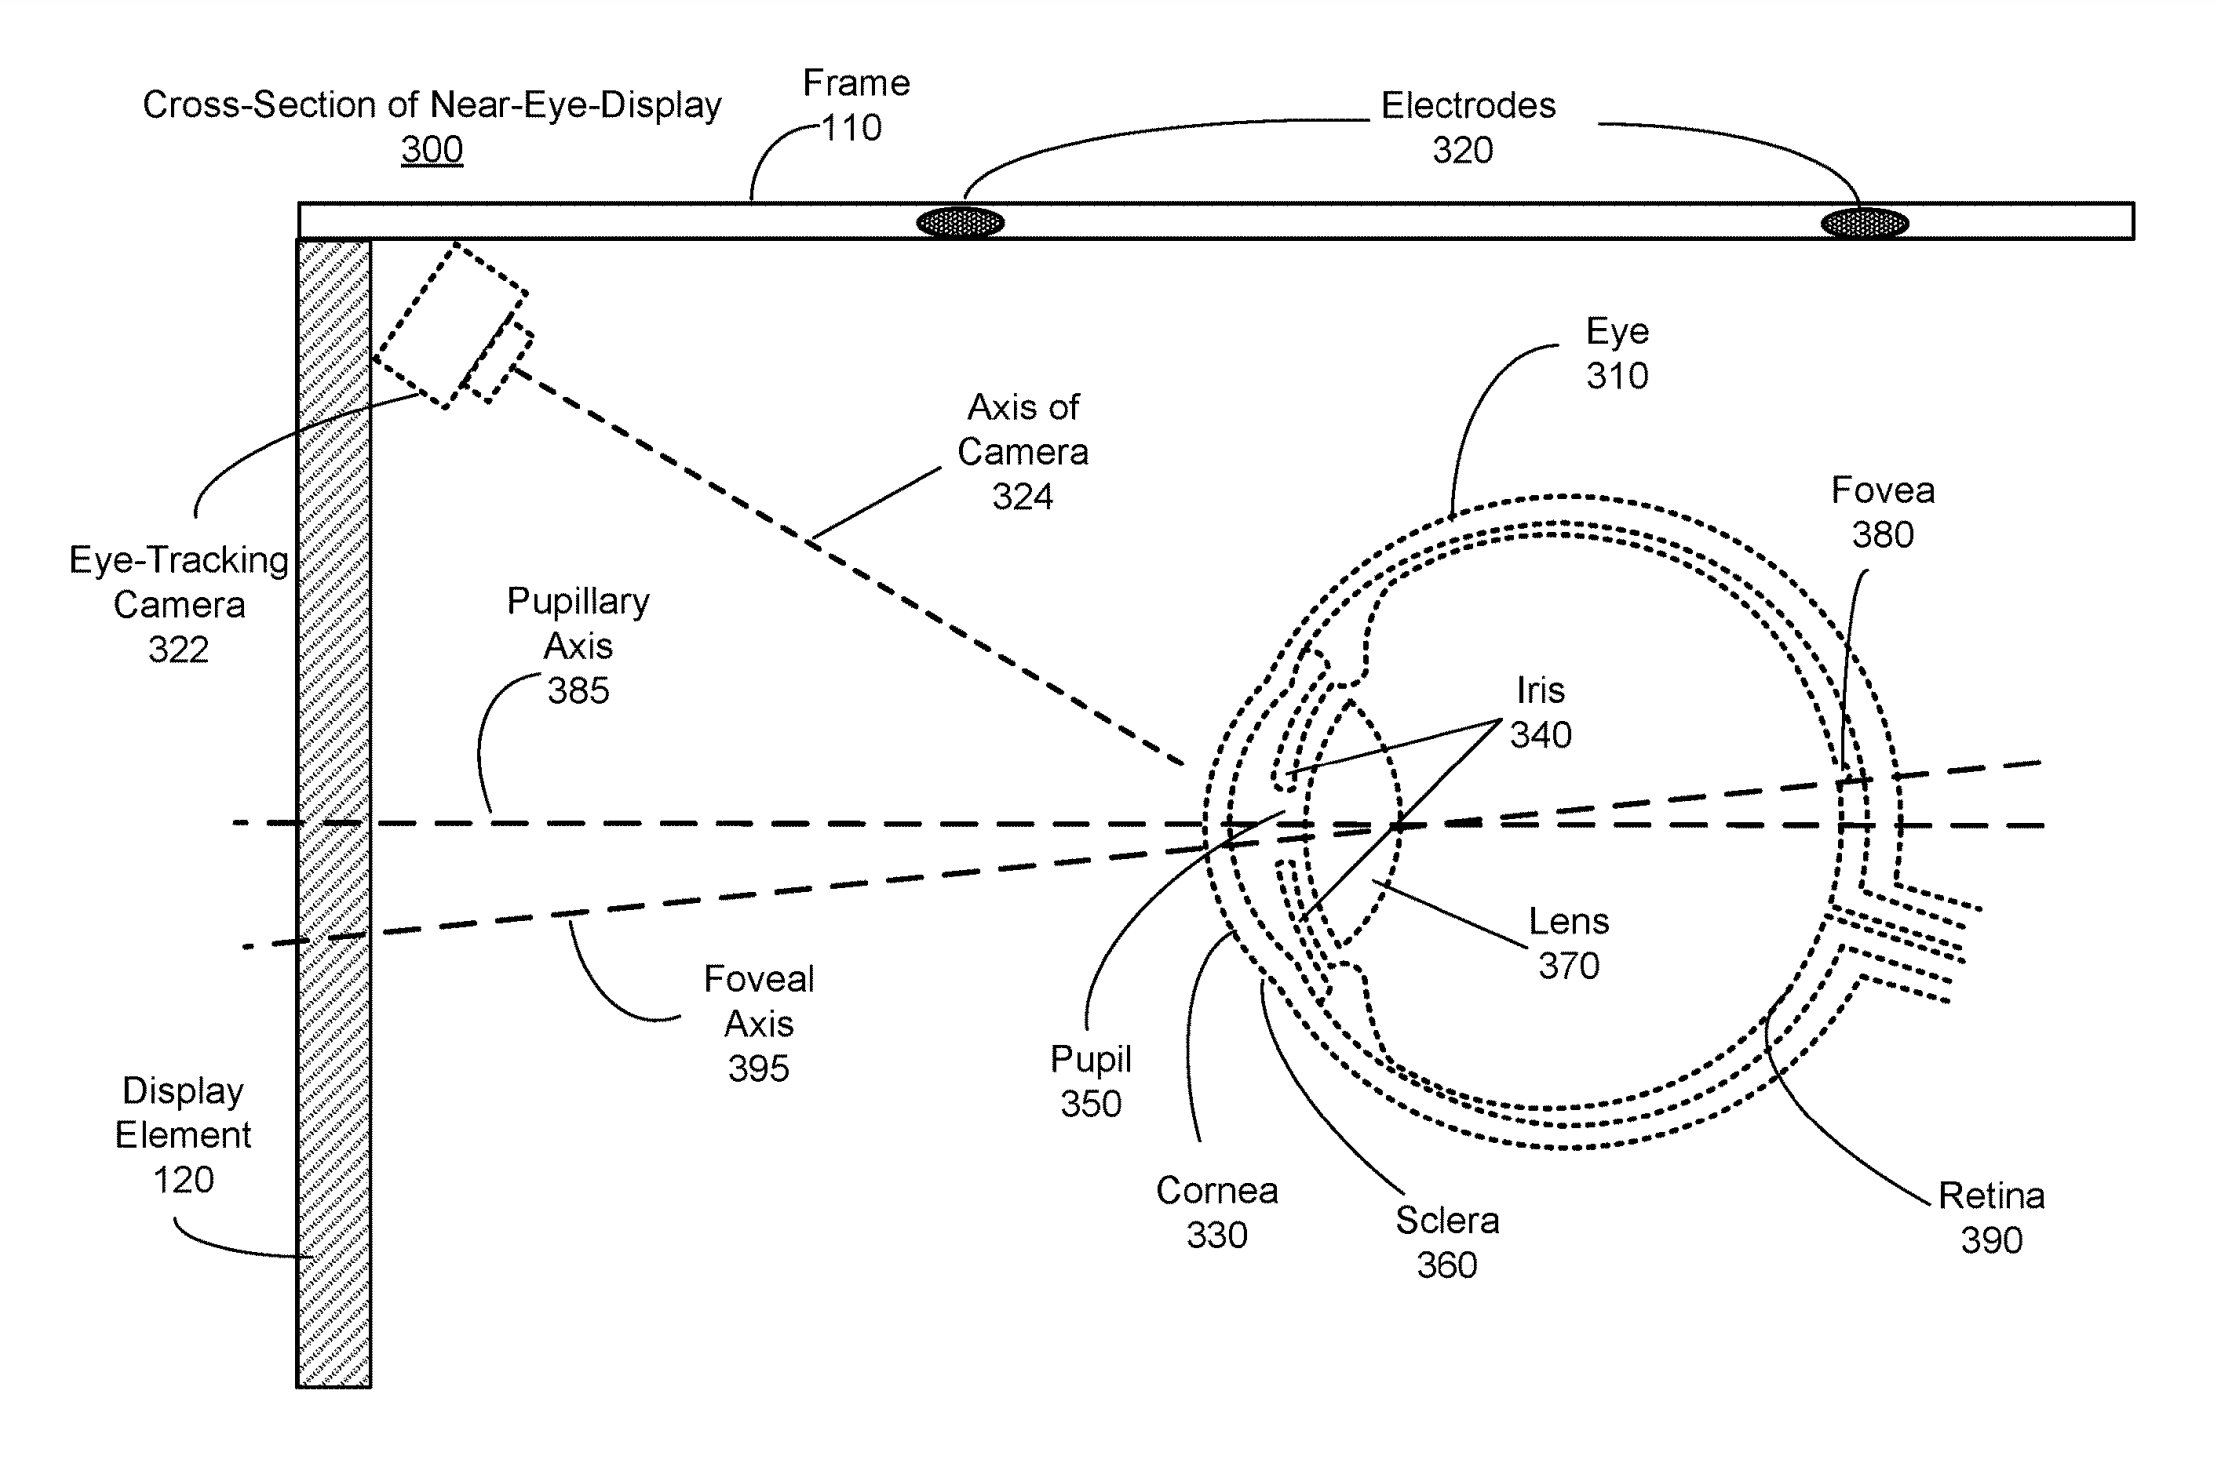 Cross-Section of Near-Eye-Display
300
Frame
110
Electrodes
320
Eye
310
Axis of
Camera
324
Fovea
380
Eye-Tracking
Camera
322
Pupillary
Axis
385
Iris
340
Lens
370
Foveal
Axis
395
Pupil
350
Display
Element
120
Cornea
330
Sclera
360
Retina
390